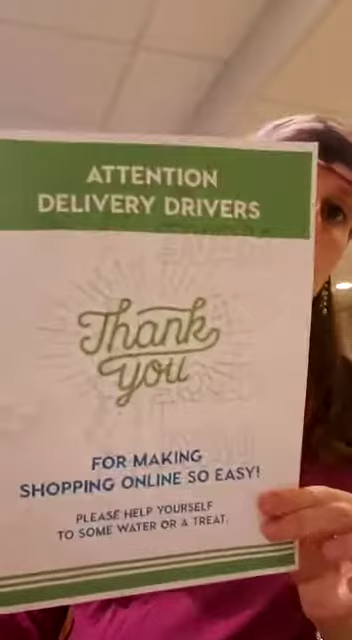 ATTENTION
DELIVERY DRIVERS
Thank
you
FOR MAKING
SHOPPING ONLINE SO EASY!
PLEASE HELP YOURSELF
TO SOME WATER OR A TREAT.